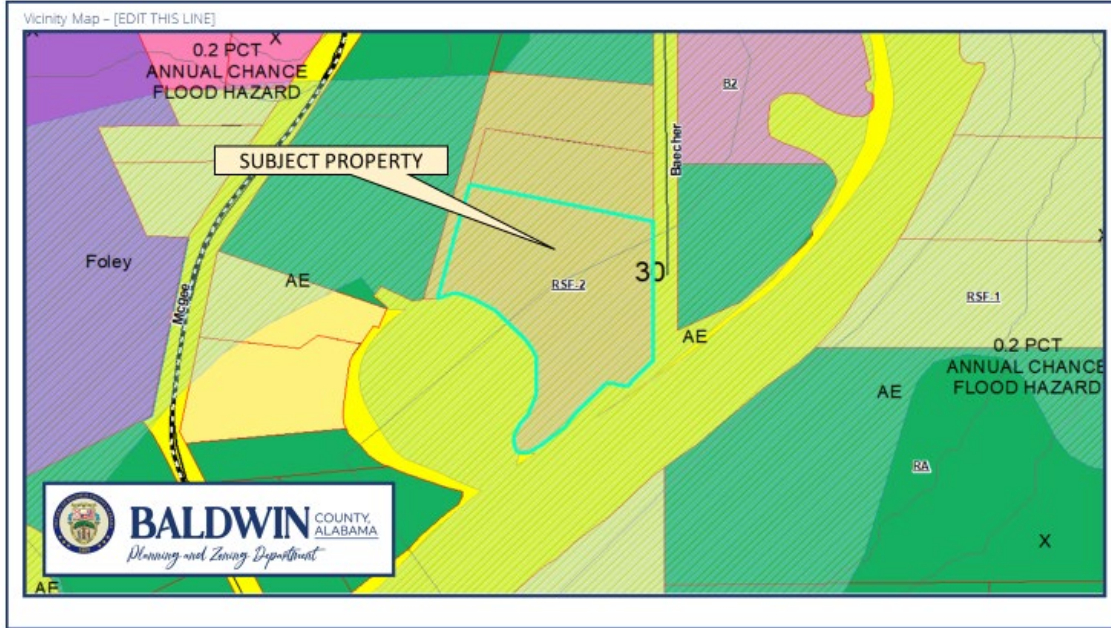 Vicinity Map – [EDIT THIS LINE]
X
X
0.2 PCT
ANNUAL CHANCE
FLOOD HAZARD
B2
SUBJECT PROPERTY
Baecher
Foley
AE
30
RSF-2
X
Mcgee
RSF-1
AE
0.2 PCT
ANNUAL CHANCE
FLOOD HAZARD
AE
RA
BALDWIN COUNTY, ALABAMA
Planning and Zoning Department
X
AE